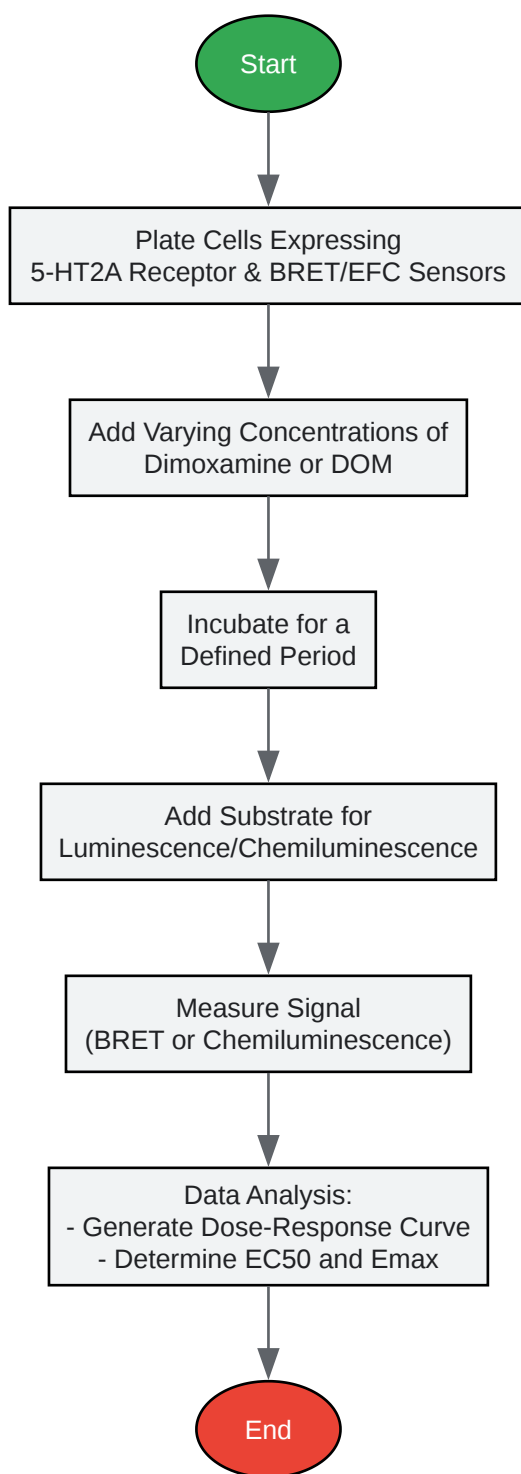 Start
Plate Cells Expressing
5-HT2A Receptor & BRET/EFC Sensors
Add Varying Concentrations of
Dimoxamine or DOM
Incubate for a
Defined Period
Add Substrate for
Luminescence/Chemiluminescence
Measure Signal
(BRET or Chemiluminescence)
Data Analysis:
- Generate Dose-Response Curve
- Determine EC50 and Emax
End